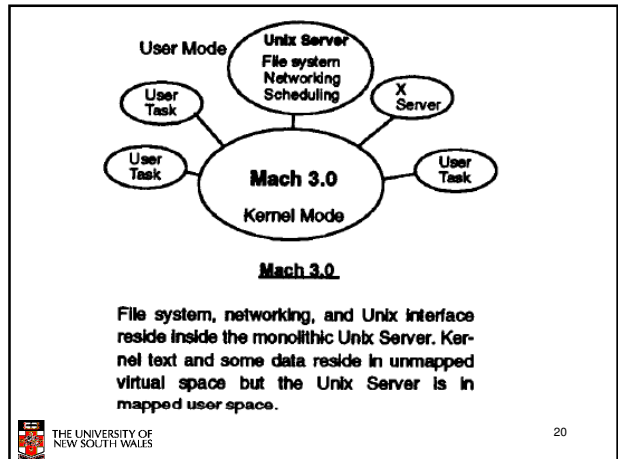 User Mode
Unix Server
File system
Networking
Scheduling
User
Task
X
Server
User
Task
User
Task
Mach 3.0
Kernel Mode
Mach 3.0
File system, networking, and Unix interface
reside inside the monolithic Unix Server. Ker-
nel text and some data reside in unmapped
virtual space but the Unix Server is in
mapped user space.
THE UNIVERSITY OF
NEW SOUTH WALES
20